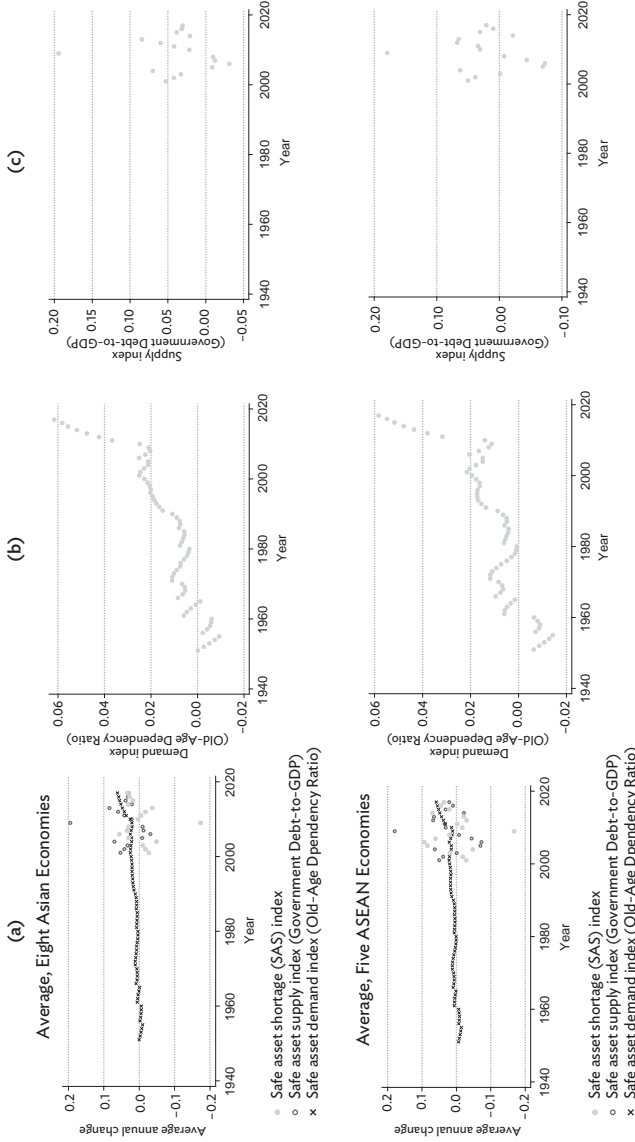 (a)
Average, Eight Asian Economies
Average annual change
0.2
0.1
0.0
-0.1
-0.2
1940
1960
1980
2000
2020
Year
Safe asset shortage (SAS) index
Safe asset supply index (Government Debt-to-GDP)
Safe asset demand index (Old-Age Dpendency Ratio)
(b)
Demand index
(Old-Age Dependency Ratio)
0.06
0.04
0.02
0.00
-0.02
1940
1960
1980
2000
2020
Year
(c)
Supply index
(Government Debt-to-GDP)
0.20
0.15
0.10
0.05
0.00
-0.05
1940
1960
1980
2000
2020
Year
Average, Five ASEAN Economies
Average annual change
0.2
0.1
0.0
-0.1
-0.2
1940
1960
1980
2000
2020
Year
Safe asset shortage (SAS) index
Safe asset supply index (Government Debt-to-GDP)
Safe asset demand index (Old-Age Dpendency Ratio)
Demand index
(Old-Age Dependency Ratio)
0.06
0.04
0.02
0.00
-0.02
1940
1960
1980
2000
2020
Year
Supply index
(Government Debt-to-GDP)
0.20
0.10
0.00
-0.10
1940
1960
1980
2000
2020
Year